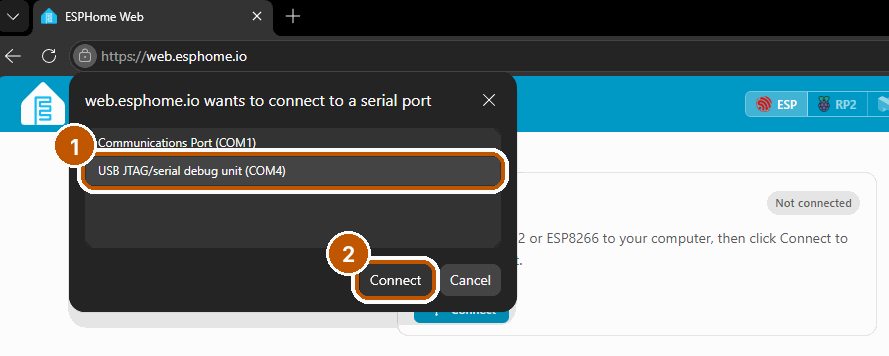 ESPHome Web
https://web.esphome.io
web.esphome.io wants to connect to a serial port
ESP
RP2
Communications Port (COM1)
1
USB JTAG/serial debug unit (COM4)
Not connected
2 or ESP8266 to your computer, then click Connect to
2
Connect
Cancel
Connect